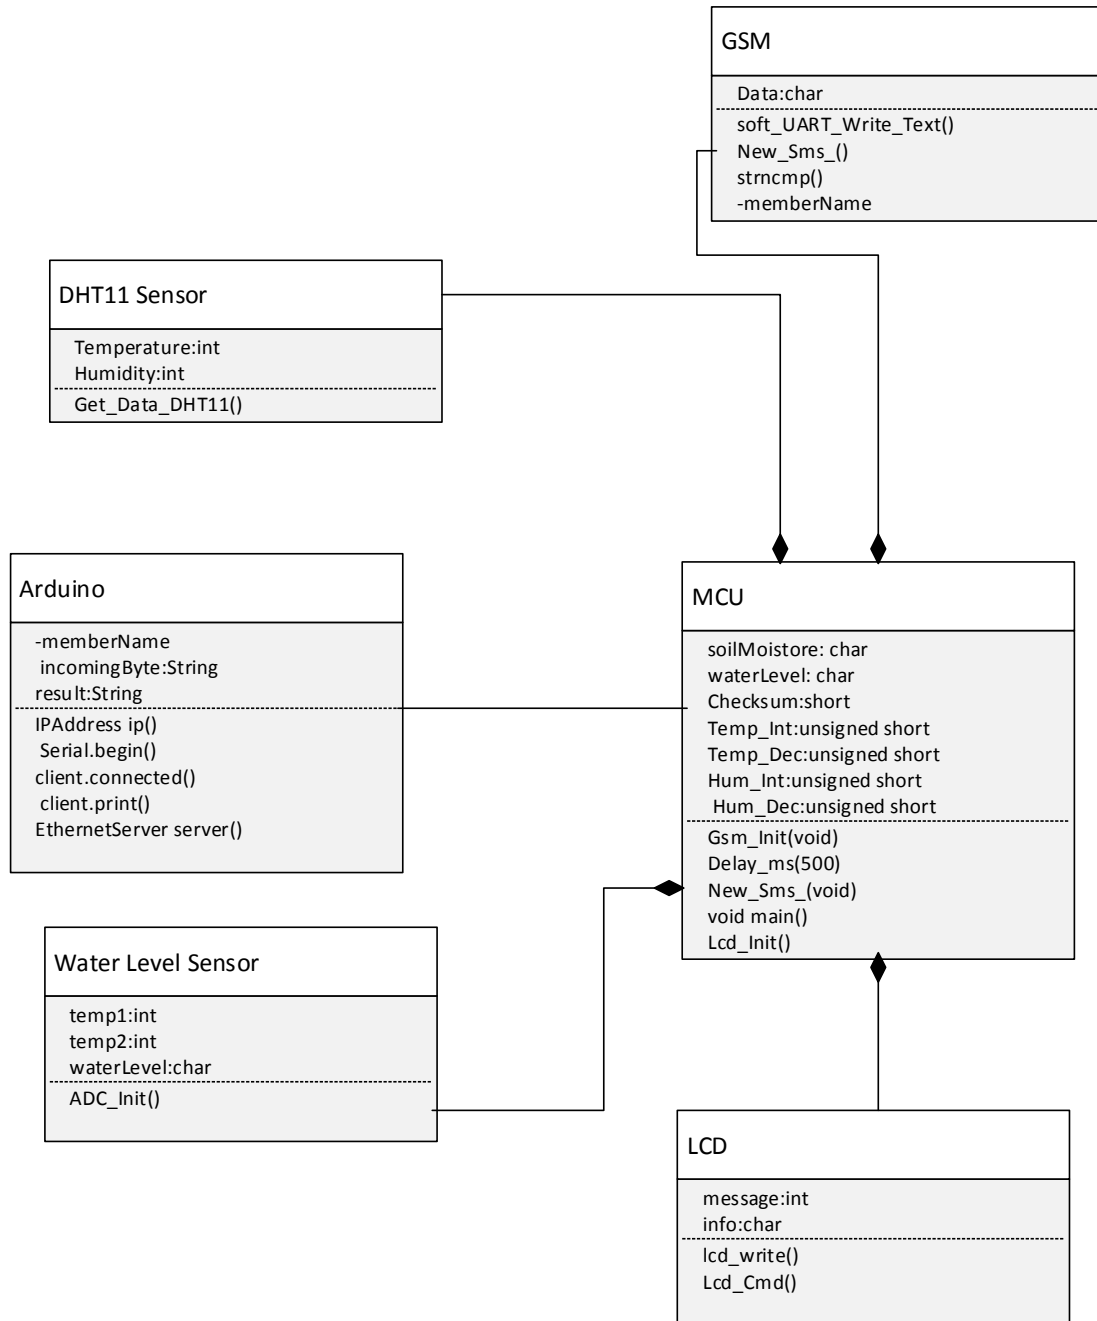 GSM
Data:char
soft_UART_Write_Text()
New_Sms_()
strncmp()
-memberName
DHT11 Sensor
Temperature:int
Humidity:int
Get_Data_DHT11()
Arduino
-memberName
incomingByte:String
result:String
IPAddress ip()
Serial.begin()
client.connected()
client.print()
EthernetServer server()
MCU
soilMoistore: char
waterLevel: char
Checksum:short
Temp_Int:unsigned short
Temp_Dec:unsigned short
Hum_Int:unsigned short
Hum_Dec:unsigned short
Gsm_Init(void)
Delay_ms(500)
New_Sms_(void)
void main()
Lcd_Init()
Water Level Sensor
temp1:int
temp2:int
waterLevel:char
ADC_Init()
LCD
message:int
info:char
lcd_write()
Lcd_Cmd()